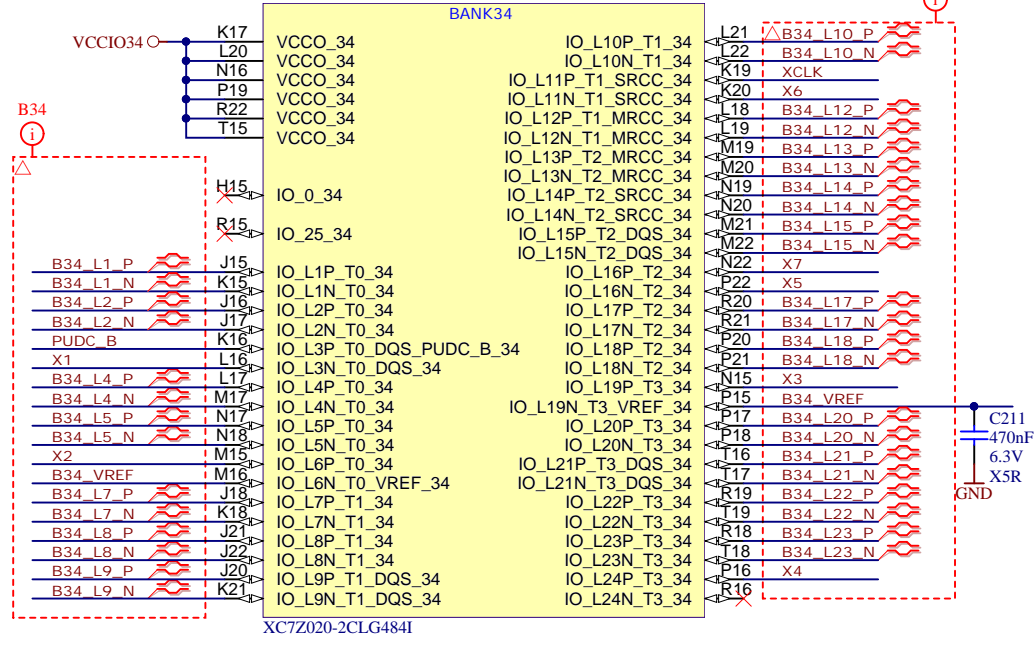 BANK34
VCCIO34
K17 VCCO_34
L20 VCCO_34
N16 VCCO_34
P19 VCCO_34
R22 VCCO_34
T15 VCCO_34
B34
i
H15 IO_0_34
R15 IO_25_34
B34_L1_P J15 IO_L1P_T0_34
B34_L1_N K15 IO_L1N_T0_34
B34_L2_P J16 IO_L2P_T0_34
B34_L2_N J17 IO_L2N_T0_34
PUDC_B K16 IO_L3P_T0_DQS_PUDC_B_34
X1 L16 IO_L3N_T0_DQS_34
B34_L4_P L17 IO_L4P_T0_34
B34_L4_N M17 IO_L4N_T0_34
B34_L5_P N17 IO_L5P_T0_34
B34_L5_N N18 IO_L5N_T0_34
X2 M15 IO_L6P_T0_34
B34_VREF M16 IO_L6N_T0_VREF_34
B34_L7_P J18 IO_L7P_T1_34
B34_L7_N K18 IO_L7N_T1_34
B34_L8_P J21 IO_L8P_T1_34
B34_L8_N J22 IO_L8N_T1_34
B34_L9_P J20 IO_L9P_T1_DQS_34
B34_L9_N K21 IO_L9N_T1_DQS_34
i
IO_L10P_T1_34 L21 B34_L10_P
IO_L10N_T1_34 L22 B34_L10_N
IO_L11P_T1_SRCC_34 K19 XCLK
IO_L11N_T1_SRCC_34 K20 X6
IO_L12P_T1_MRCC_34 L18 B34_L12_P
IO_L12N_T1_MRCC_34 L19 B34_L12_N
IO_L13P_T2_MRCC_34 M19 B34_L13_P
IO_L13N_T2_MRCC_34 M20 B34_L13_N
IO_L14P_T2_SRCC_34 N19 B34_L14_P
IO_L14N_T2_SRCC_34 N20 B34_L14_N
IO_L15P_T2_DQS_34 M21 B34_L15_P
IO_L15N_T2_DQS_34 M22 B34_L15_N
IO_L16P_T2_34 N22 X7
IO_L16N_T2_34 P22 X5
IO_L17P_T2_34 R20 B34_L17_P
IO_L17N_T2_34 R21 B34_L17_N
IO_L18P_T2_34 P20 B34_L18_P
IO_L18N_T2_34 P21 B34_L18_N
IO_L19P_T3_34 N15 X3
IO_L19N_T3_VREF_34 P15 B34_VREF
IO_L20P_T3_34 P17 B34_L20_P
IO_L20N_T3_34 P18 B34_L20_N
IO_L21P_T3_DQS_34 T16 B34_L21_P
IO_L21N_T3_DQS_34 T17 B34_L21_N
IO_L22P_T3_34 R19 B34_L22_P
IO_L22N_T3_34 T19 B34_L22_N
IO_L23P_T3_34 R18 B34_L23_P
IO_L23N_T3_34 T18 B34_L23_N
IO_L24P_T3_34 P16 X4
IO_L24N_T3_34 R16
C211
470nF
6.3V
X5R
GND
XC7Z020-2CLG484I